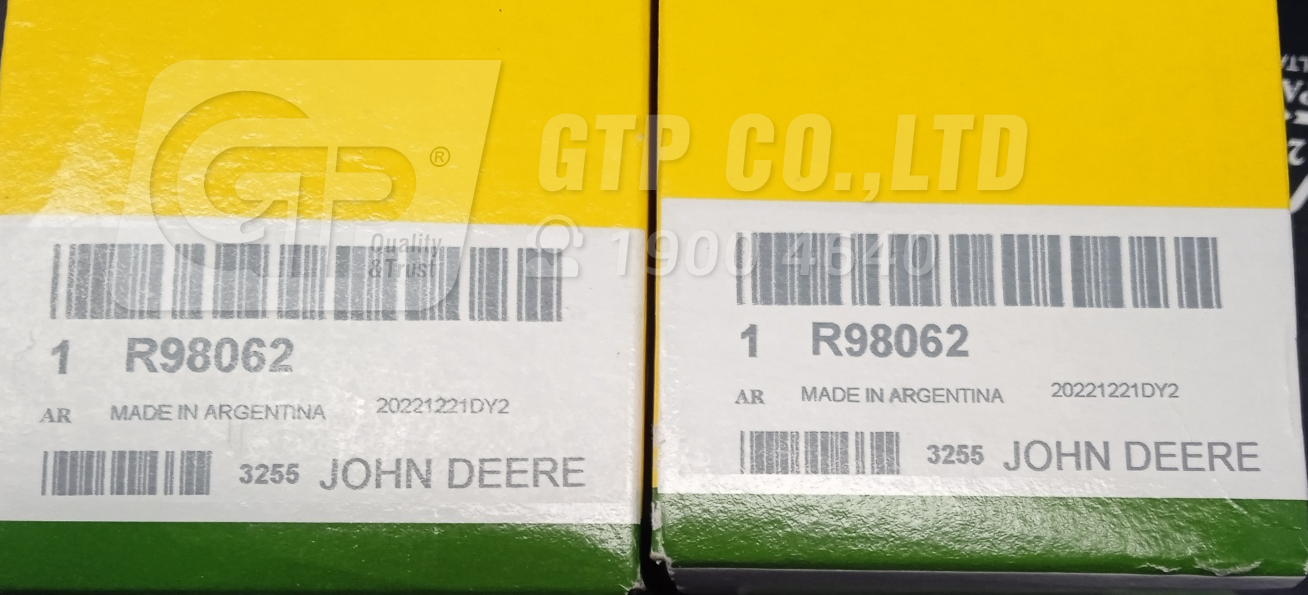 GTP®
Quality
&Trust
GTP CO.,LTD
1900 4640
1 R98062
AR MADE IN ARGENTINA 20221221DY2
3255 JOHN DEERE
1 R98062
AR MADE IN ARGENTINA 20221221DY2
3255 JOHN DEERE